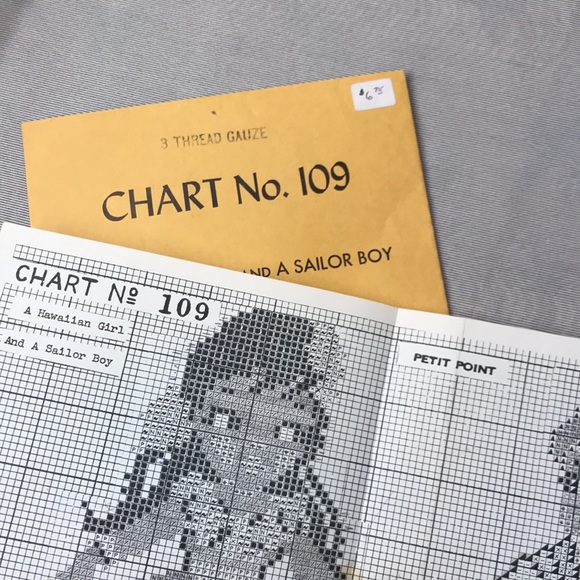 $6.75
3 THREAD GAUZE
CHART No. 109
AND A SAILOR BOY
CHART Nº 109
A Hawaiian Girl
And A Sailor Boy
PETIT POINT